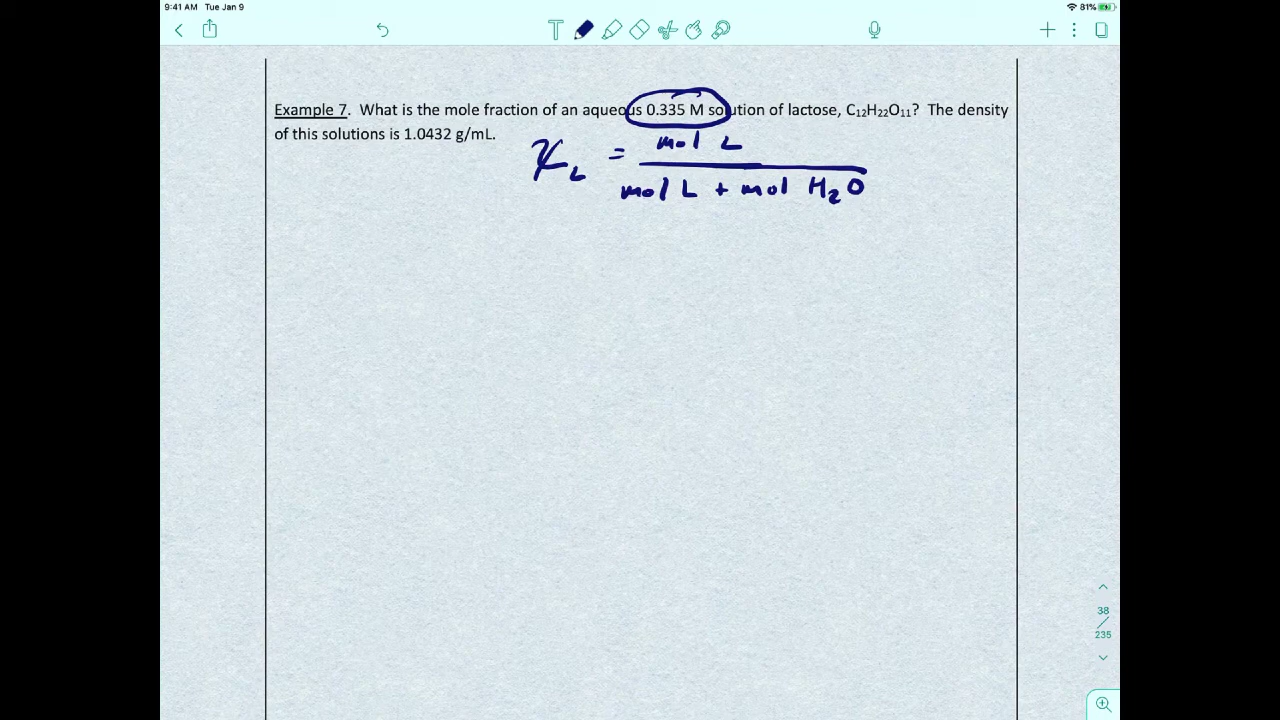 9:41 AM Tue Jan 9
81%
T
Example 7. What is the mole fraction of an aqueous 0.335 M solution of lactose, C₁₂H₂₂O₁₁? The density
of this solutions is 1.0432 g/mL.
mol L
χ_L =
mol L + mol H₂O
38
/
235